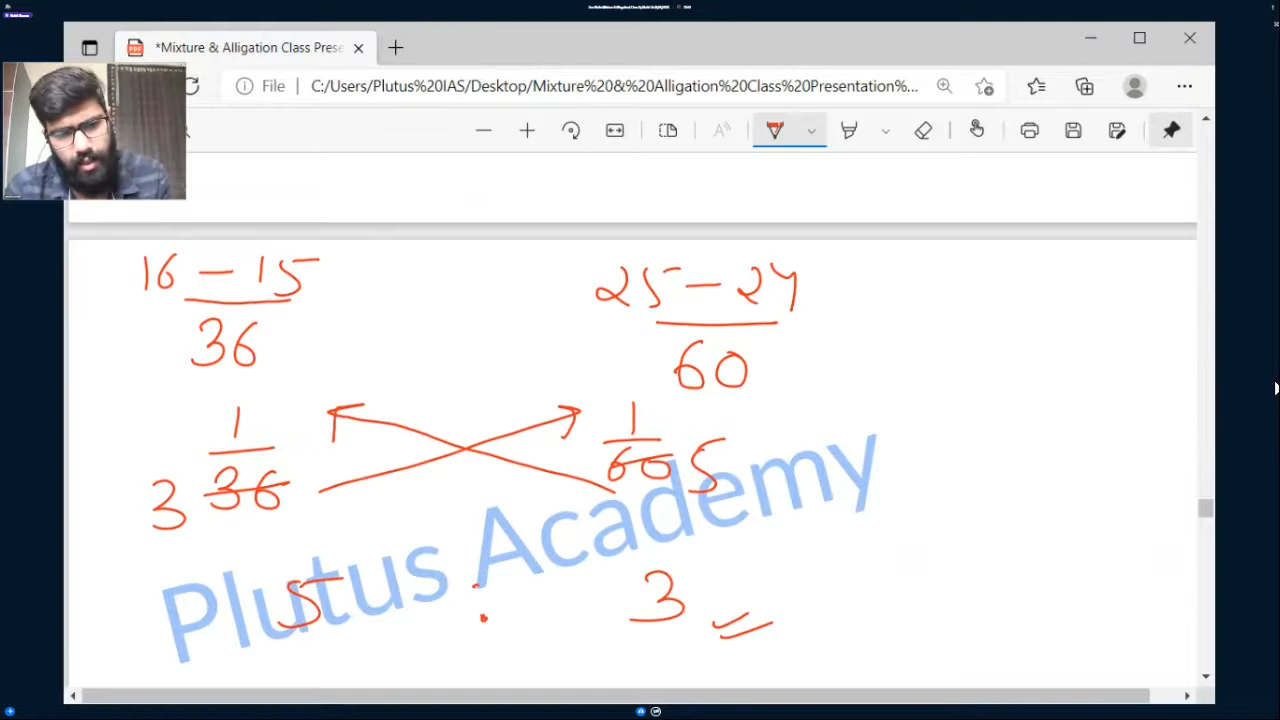 *Mixture & Alligation Class Prese
File C:/Users/Plutus%20IAS/Desktop/Mixture%20&%20Alligation%20Class%20Presentation%...
16 - 15
36
25 - 24
60
1
3 36
1
60 5
Plutus Academy
5 : 3